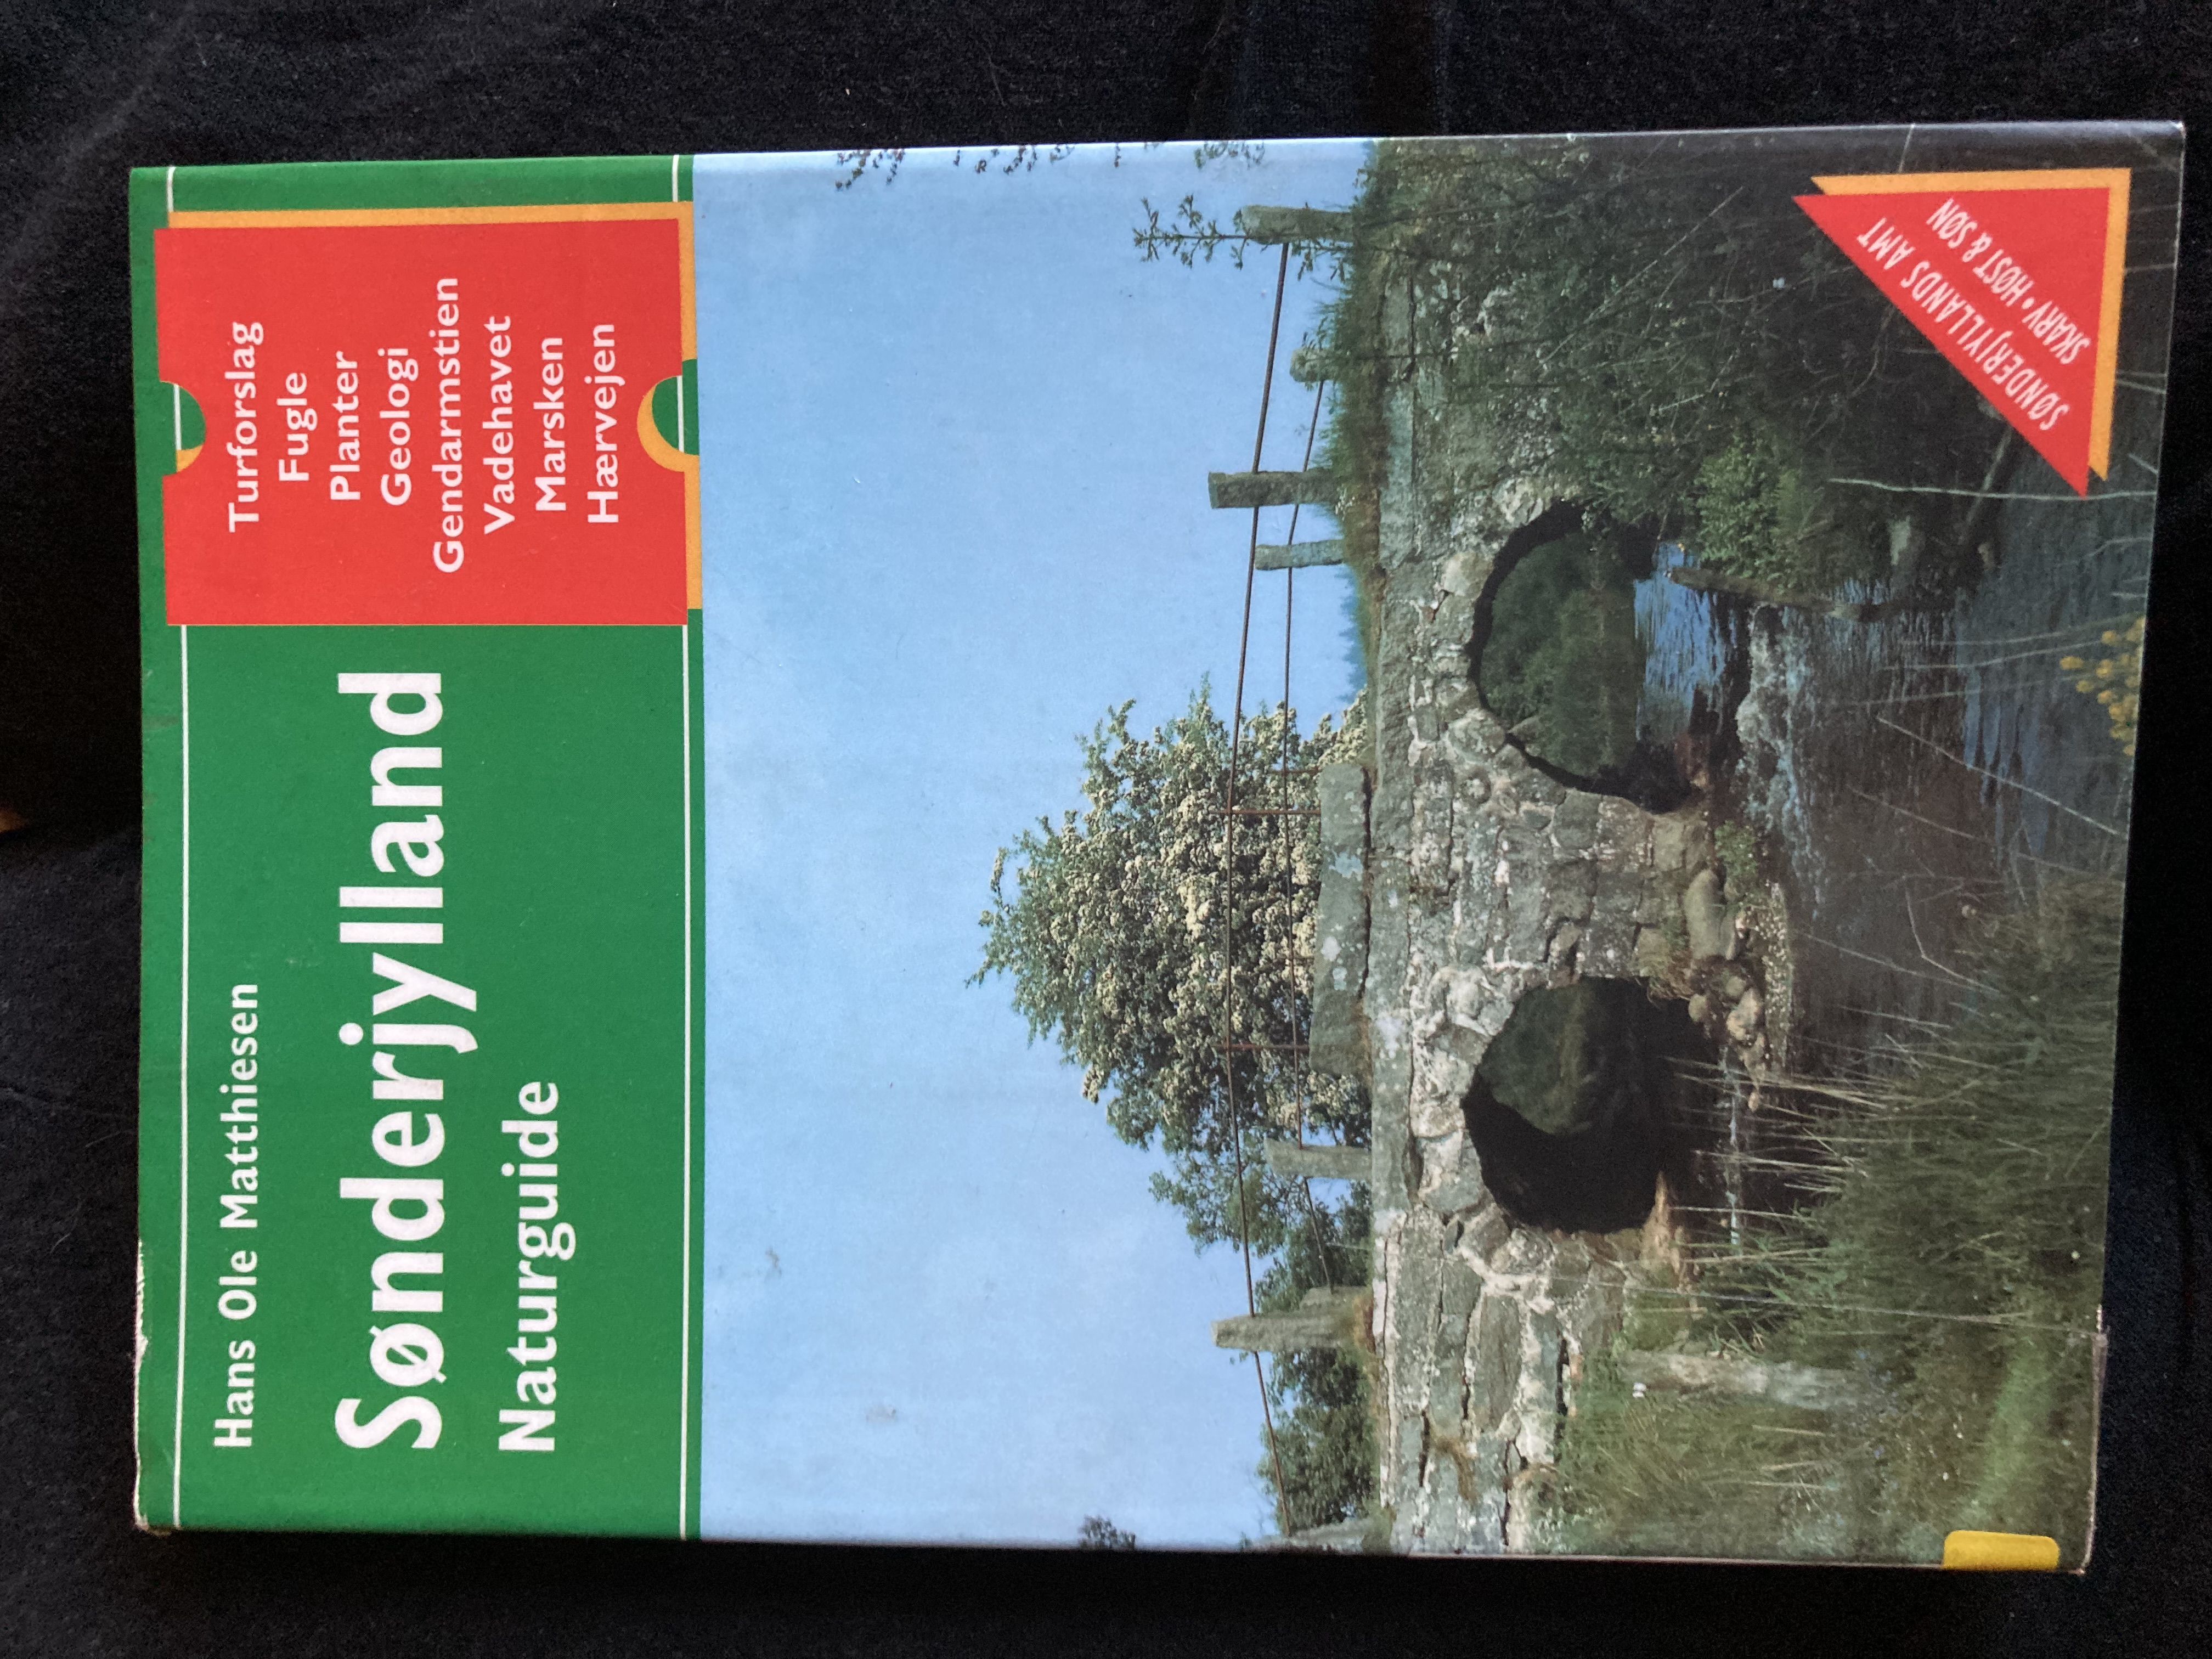 Hans Ole Matthiesen
Sønderjylland
Naturguide
Turforslag
Fugle
Planter
Geologi
Gendarmstien
Vadehavet
Marsken
Hærvejen
SØNDERJYLLANDS AMT
SKARV • HØST & SØN